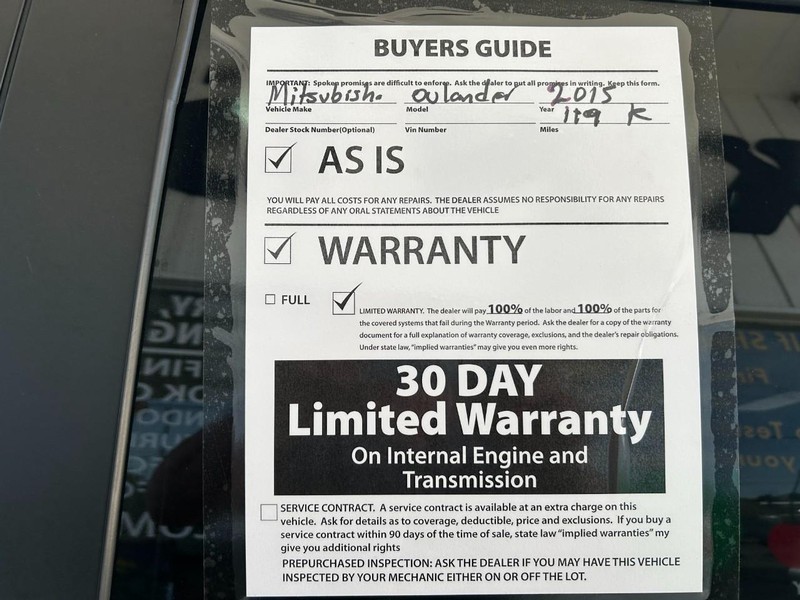 BUYERS GUIDE
IMPORTANT: Spoken promises are difficult to enforce. Ask the dealer to put all promises in writing. Keep this form.
Mitsubish. Oulander 2015
Vehicle Make Model Year
119 K
Dealer Stock Number(Optional) Vin Number Miles
AS IS
YOU WILL PAY ALL COSTS FOR ANY REPAIRS. THE DEALER ASSUMES NO RESPONSIBILITY FOR ANY REPAIRS
REGARDLESS OF ANY ORAL STATEMENTS ABOUT THE VEHICLE
WARRANTY
FULL
LIMITED WARRANTY. The dealer will pay 100% of the labor and 100% of the parts for
the covered systems that fail during the Warranty period. Ask the dealer for a copy of the warranty
document for a full explanation of warranty coverage, exclusions, and the dealer's repair obligations.
Under state law, "implied warranties" may give you even more rights.
30 DAY
Limited Warranty
On Internal Engine and
Transmission
SERVICE CONTRACT. A service contract is available at an extra charge on this
vehicle. Ask for details as to coverage, deductible, price and exclusions. If you buy a
service contract within 90 days of the time of sale, state law "implied warranties" my
give you additional rights
PREPURCHASED INSPECTION: ASK THE DEALER IF YOU MAY HAVE THIS VEHICLE
INSPECTED BY YOUR MECHANIC EITHER ON OR OFF THE LOT.